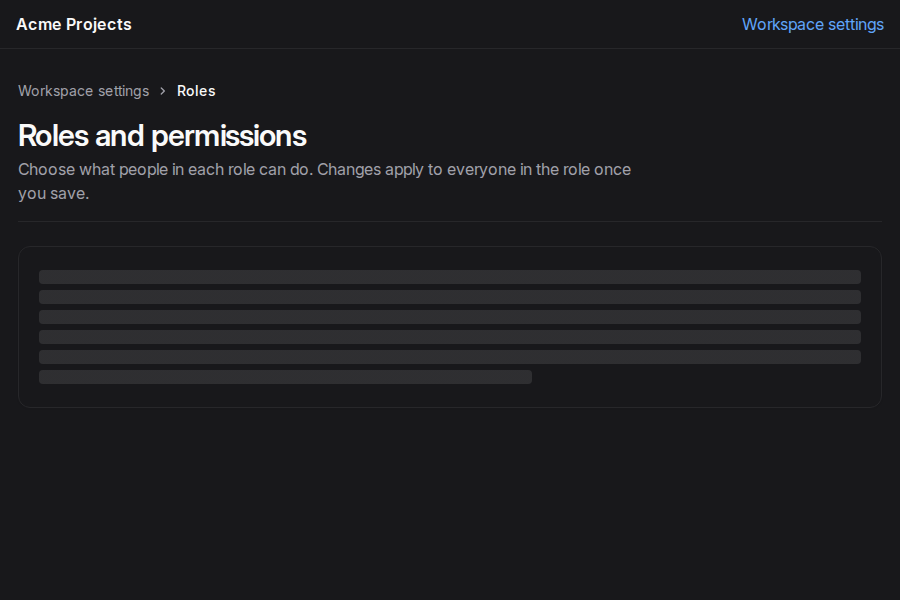 Acme Projects
Workspace settings
Workspace settings > Roles
Roles and permissions
Choose what people in each role can do. Changes apply to everyone in the role once
you save.